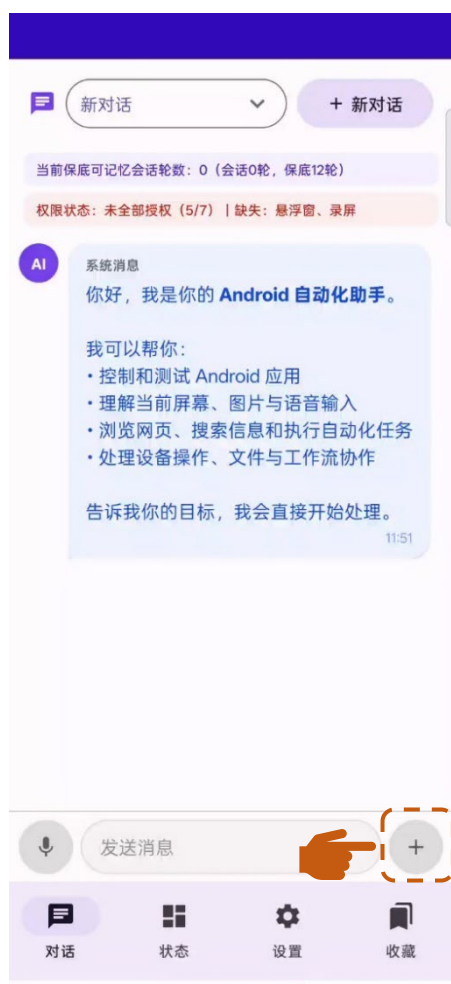 新对话
+ 新对话
当前保底可记忆会话轮数：0（会话0轮，保底12轮）
权限状态：未全部授权（5/7）| 缺失：悬浮窗、录屏
AI
系统消息
你好，我是你的 Android 自动化助手。
我可以帮你：
• 控制和测试 Android 应用
• 理解当前屏幕、图片与语音输入
• 浏览网页、搜索信息和执行自动化任务
• 处理设备操作、文件与工作流协作
告诉我你的目标，我会直接开始处理。
11:51
发送消息
+
对话 状态 设置 收藏